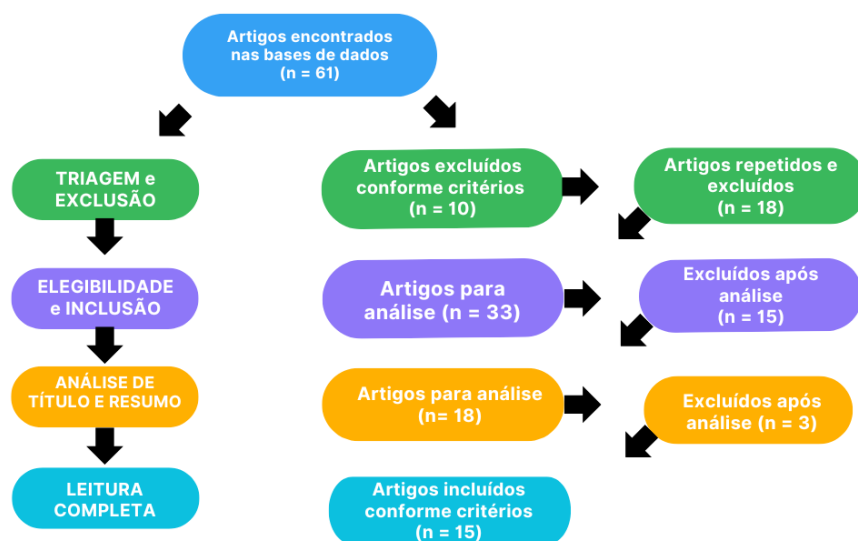 Artigos encontrados
nas bases de dados
(n = 61)
TRIAGEM e
EXCLUSÃO
Artigos excluídos
conforme critérios
(n = 10)
Artigos repetidos e
excluídos
(n = 18)
ELEGIBILIDADE
e INCLUSÃO
Artigos para
análise (n = 33)
Excluídos após
análise
(n = 15)
ANÁLISE DE
TÍTULO E RESUMO
Artigos para análise
(n= 18)
Excluídos após
análise (n = 3)
LEITURA
COMPLETA
Artigos incluídos
conforme critérios
(n = 15)